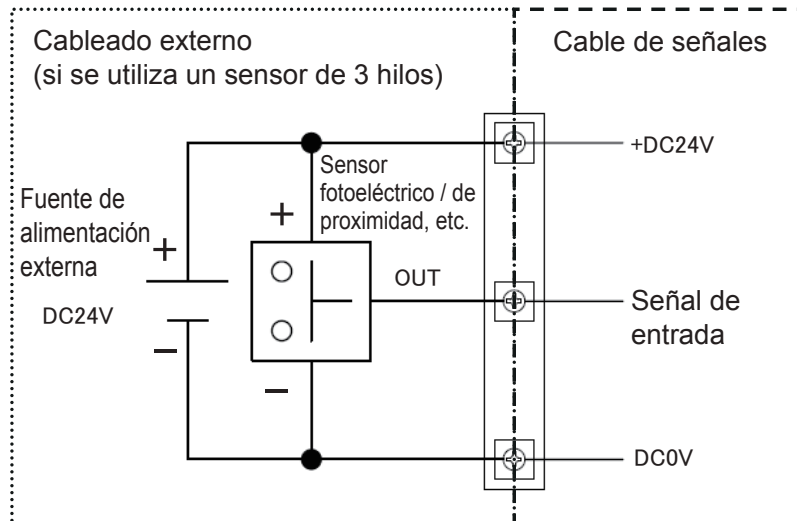 Cableado externo
(si se utiliza un sensor de 3 hilos)
Cable de señales
+DC24V
Sensor
fotoeléctrico / de
proximidad, etc.
+
Fuente de
alimentación
externa
+
DC24V
−
OUT
−
Señal de
entrada
DC0V